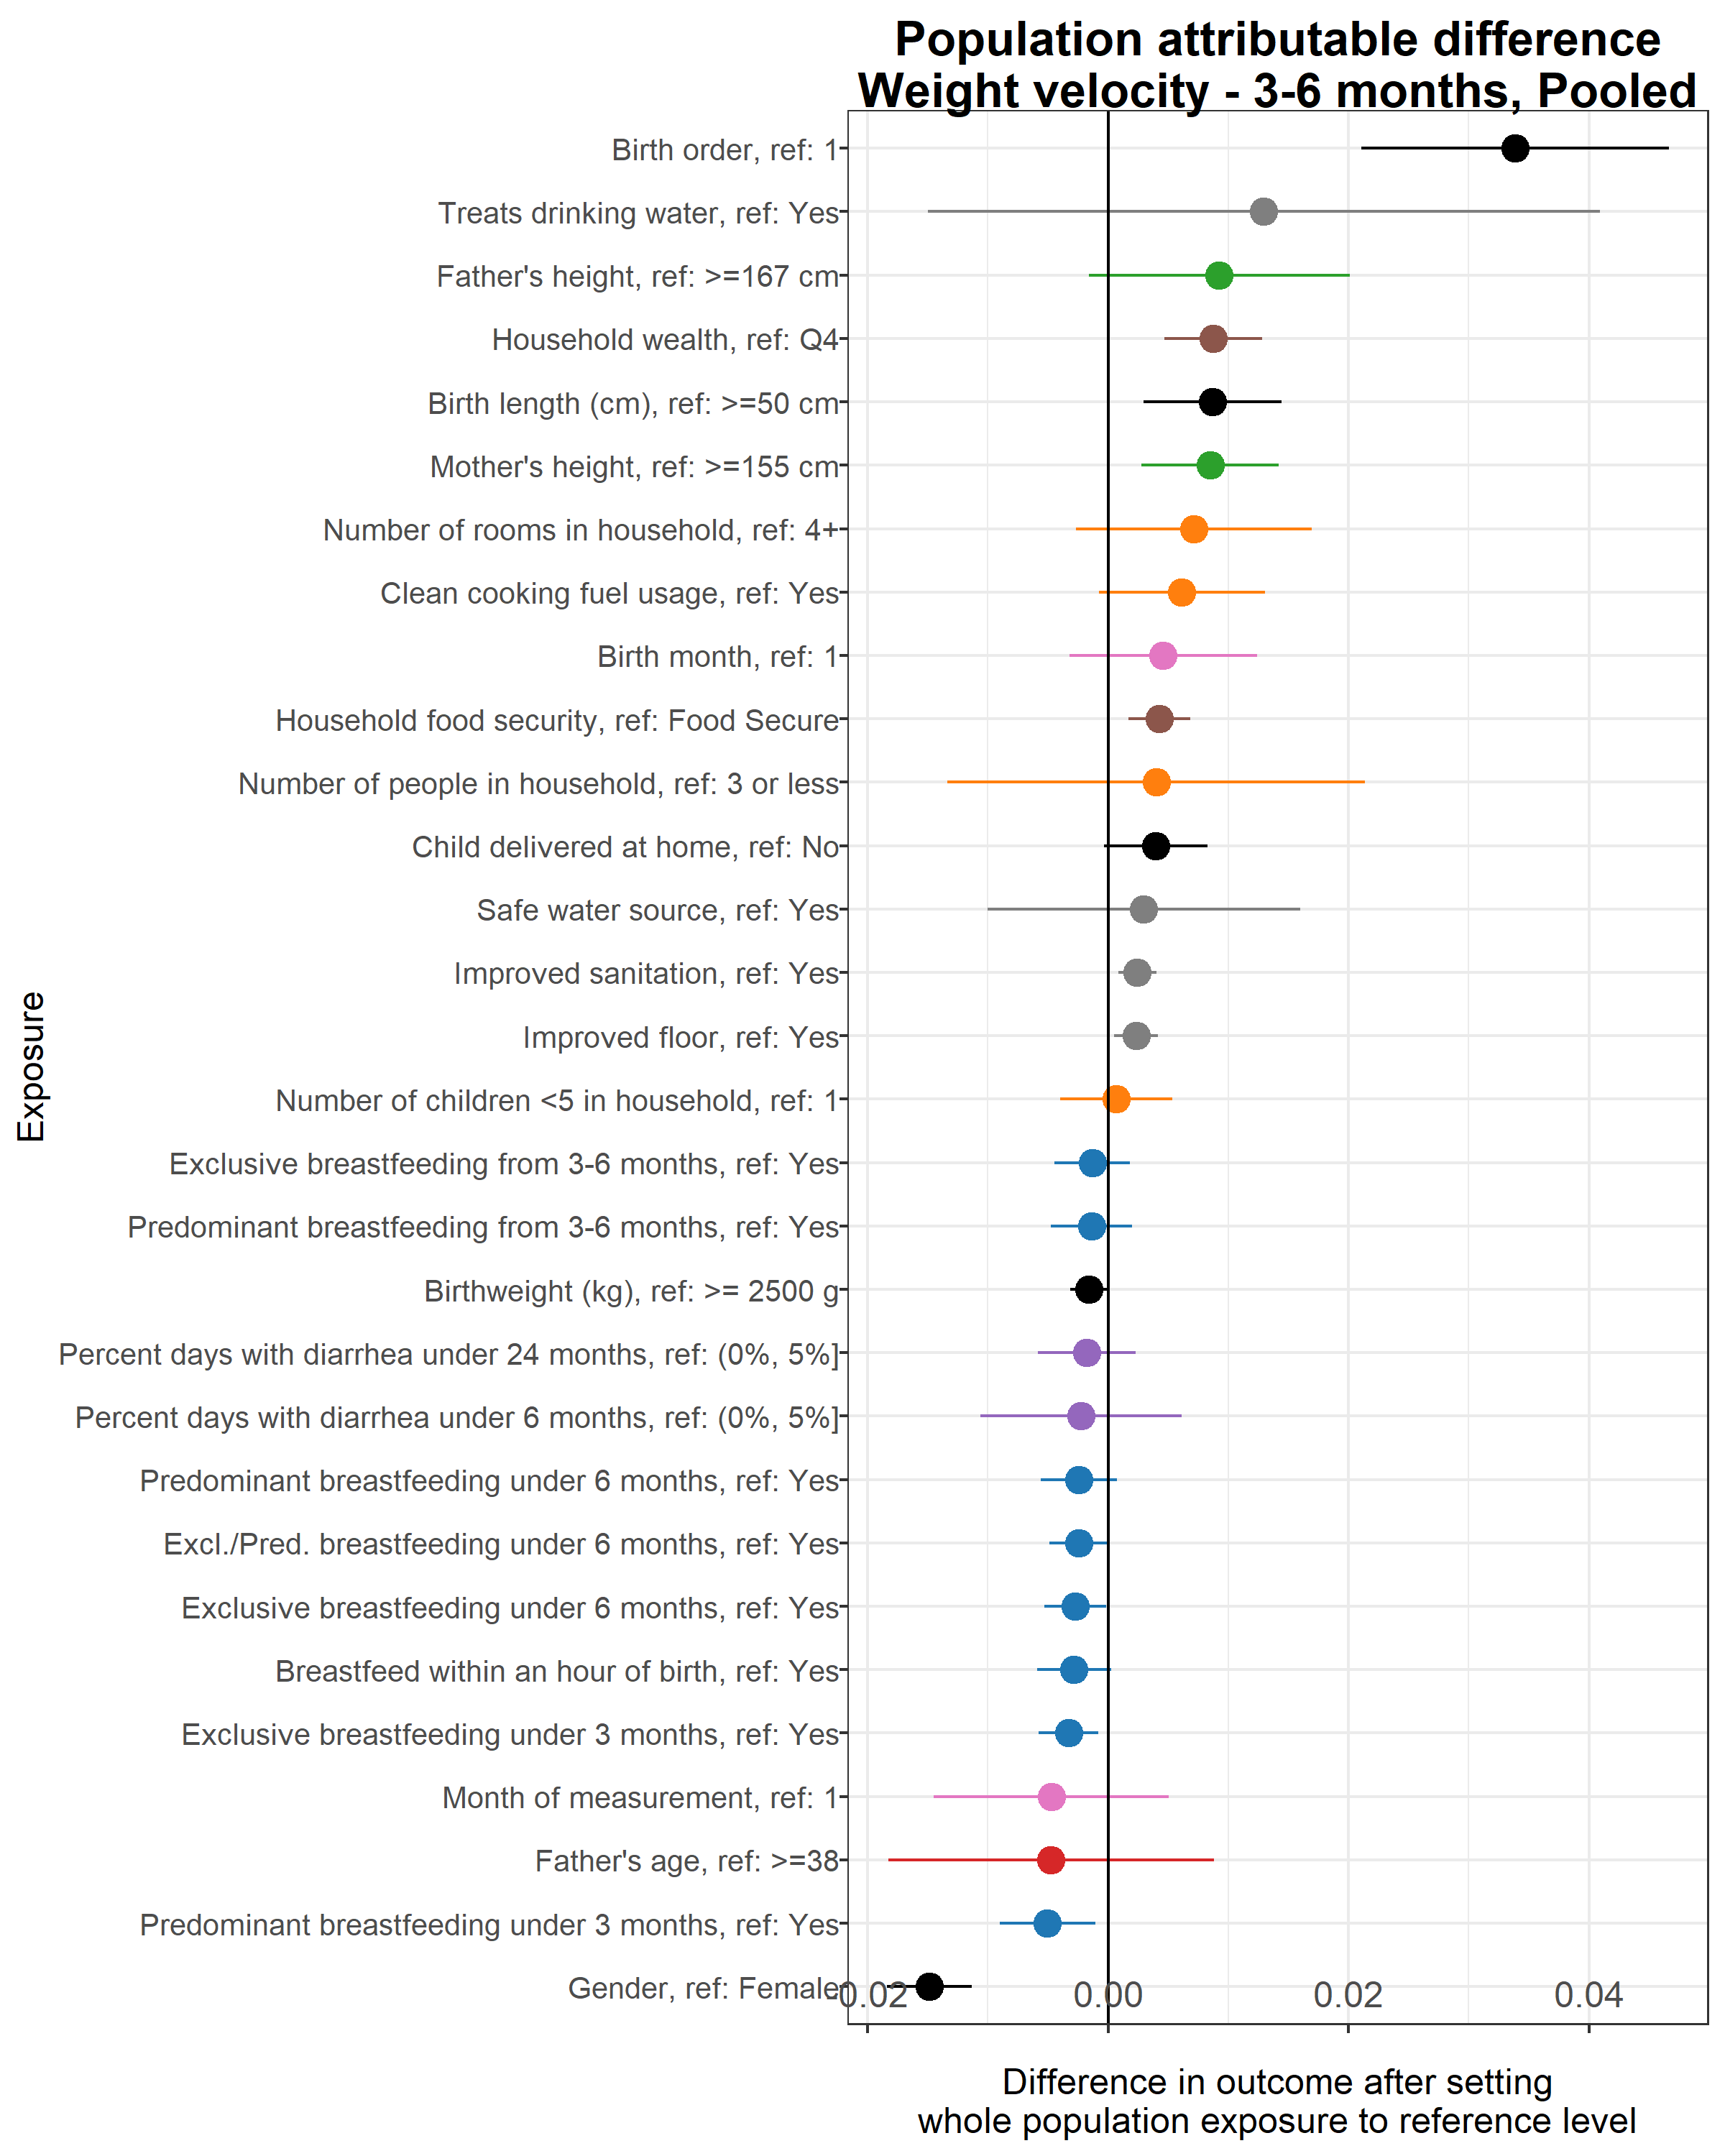 Population attributable difference
Weight velocity - 3-6 months, Pooled
Birth order, ref: 1
Treats drinking water, ref: Yes
Father's height, ref: >=167 cm
Household wealth, ref: Q4
Birth length (cm), ref: >=50 cm
Mother's height, ref: >=155 cm
Number of rooms in household, ref: 4+
Clean cooking fuel usage, ref: Yes
Birth month, ref: 1
Household food security, ref: Food Secure
Number of people in household, ref: 3 or less
Child delivered at home, ref: No
Safe water source, ref: Yes
Improved sanitation, ref: Yes
Improved floor, ref: Yes
Number of children <5 in household, ref: 1
Exclusive breastfeeding from 3-6 months, ref: Yes
Predominant breastfeeding from 3-6 months, ref: Yes
Birthweight (kg), ref: >= 2500 g
Percent days with diarrhea under 24 months, ref: (0%, 5%]
Percent days with diarrhea under 6 months, ref: (0%, 5%]
Predominant breastfeeding under 6 months, ref: Yes
Excl./Pred. breastfeeding under 6 months, ref: Yes
Exclusive breastfeeding under 6 months, ref: Yes
Breastfeed within an hour of birth, ref: Yes
Exclusive breastfeeding under 3 months, ref: Yes
Month of measurement, ref: 1
Father's age, ref: >=38
Predominant breastfeeding under 3 months, ref: Yes
Gender, ref: Female
Exposure
-0.02 0.00 0.02 0.04
Difference in outcome after setting
whole population exposure to reference level